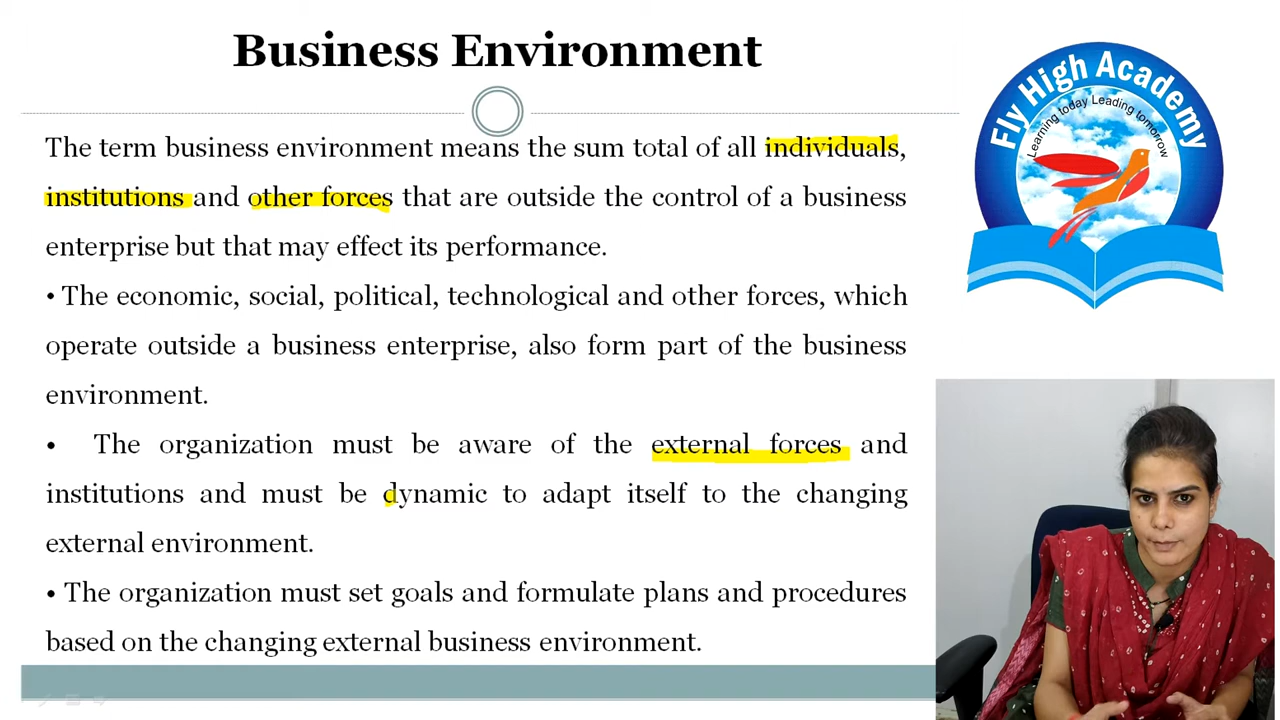 Business Environment
The term business environment means the sum total of all individuals,
institutions and other forces that are outside the control of a business
enterprise but that may effect its performance.
• The economic, social, political, technological and other forces, which
operate outside a business enterprise, also form part of the business
environment.
• The organization must be aware of the external forces and
institutions and must be dynamic to adapt itself to the changing
external environment.
• The organization must set goals and formulate plans and procedures
based on the changing external business environment.
Fly High Academy
Learning today Leading tomorrow